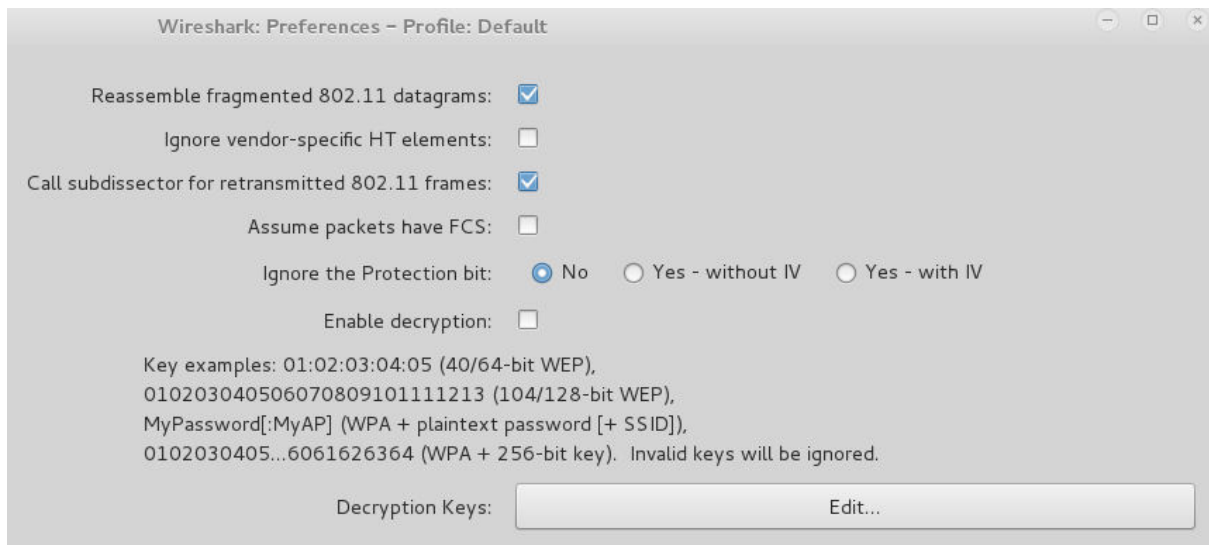 Wireshark: Preferences – Profile: Default
Reassemble fragmented 802.11 datagrams:
Ignore vendor-specific HT elements:
Call subdissector for retransmitted 802.11 frames:
Assume packets have FCS:
Ignore the Protection bit: No Yes - without IV Yes - with IV
Enable decryption:
Key examples: 01:02:03:04:05 (40/64-bit WEP),
010203040506070809101111213 (104/128-bit WEP),
MyPassword[:MyAP] (WPA + plaintext password [+ SSID]),
0102030405...6061626364 (WPA + 256-bit key).  Invalid keys will be ignored.
Decryption Keys: Edit...